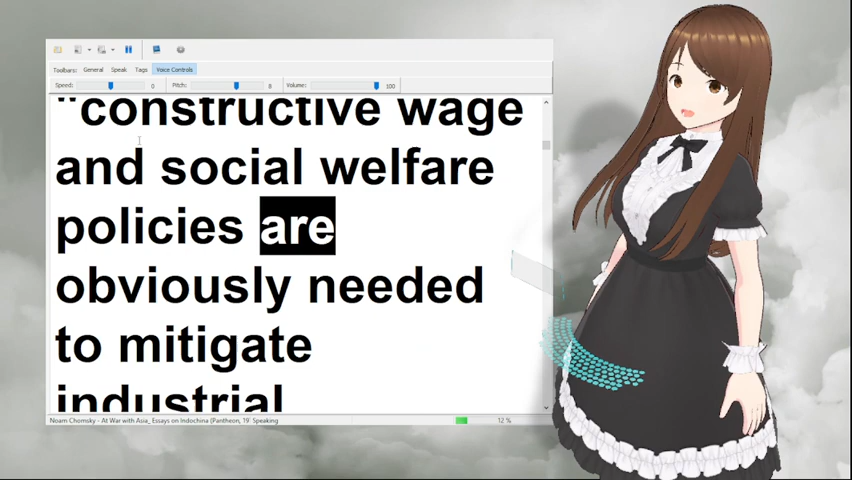 Toolbars: General Speak Tags Voice Controls
Speed: 0 Pitch: 8 Volume: 100
"constructive wage
and social welfare
policies are
obviously needed
to mitigate
industrial
Noam Chomsky - At War with Asia_ Essays on Indochina (Pantheon, 19 Speaking 12 %